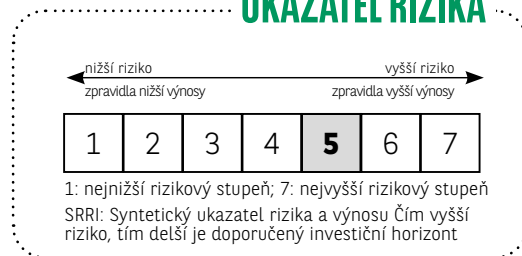 UKAZATEL RIZIKA
nižší riziko vyšší riziko
zpravidla nižší výnosy zpravidla vyšší výnosy
1 2 3 4 5 6 7
1: nejnižší rizikový stupeň; 7: nejvyšší rizikový stupeň
SRRI: Syntetický ukazatel rizika a výnosu Čím vyšší
riziko, tím delší je doporučený investiční horizont